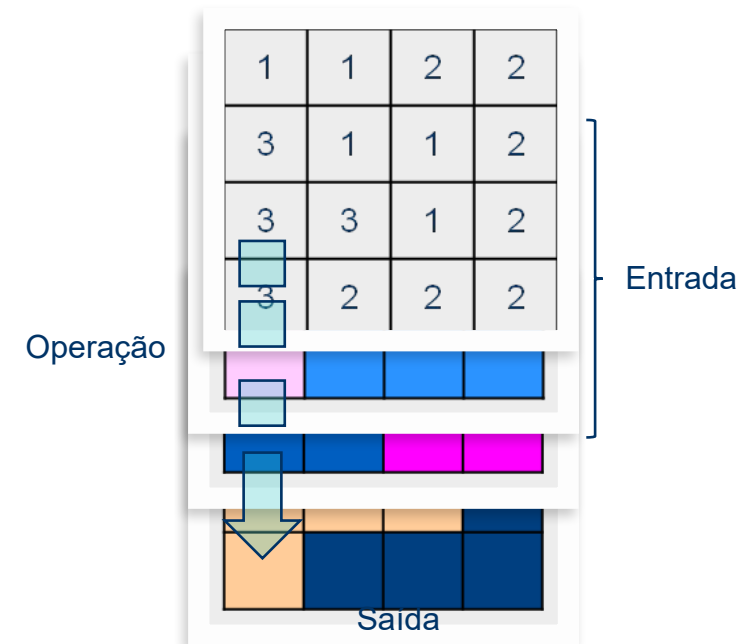 1 1 2 2
3 1 1 2
3 3 1 2
3 2 2 2
Entrada
Operação
Saída